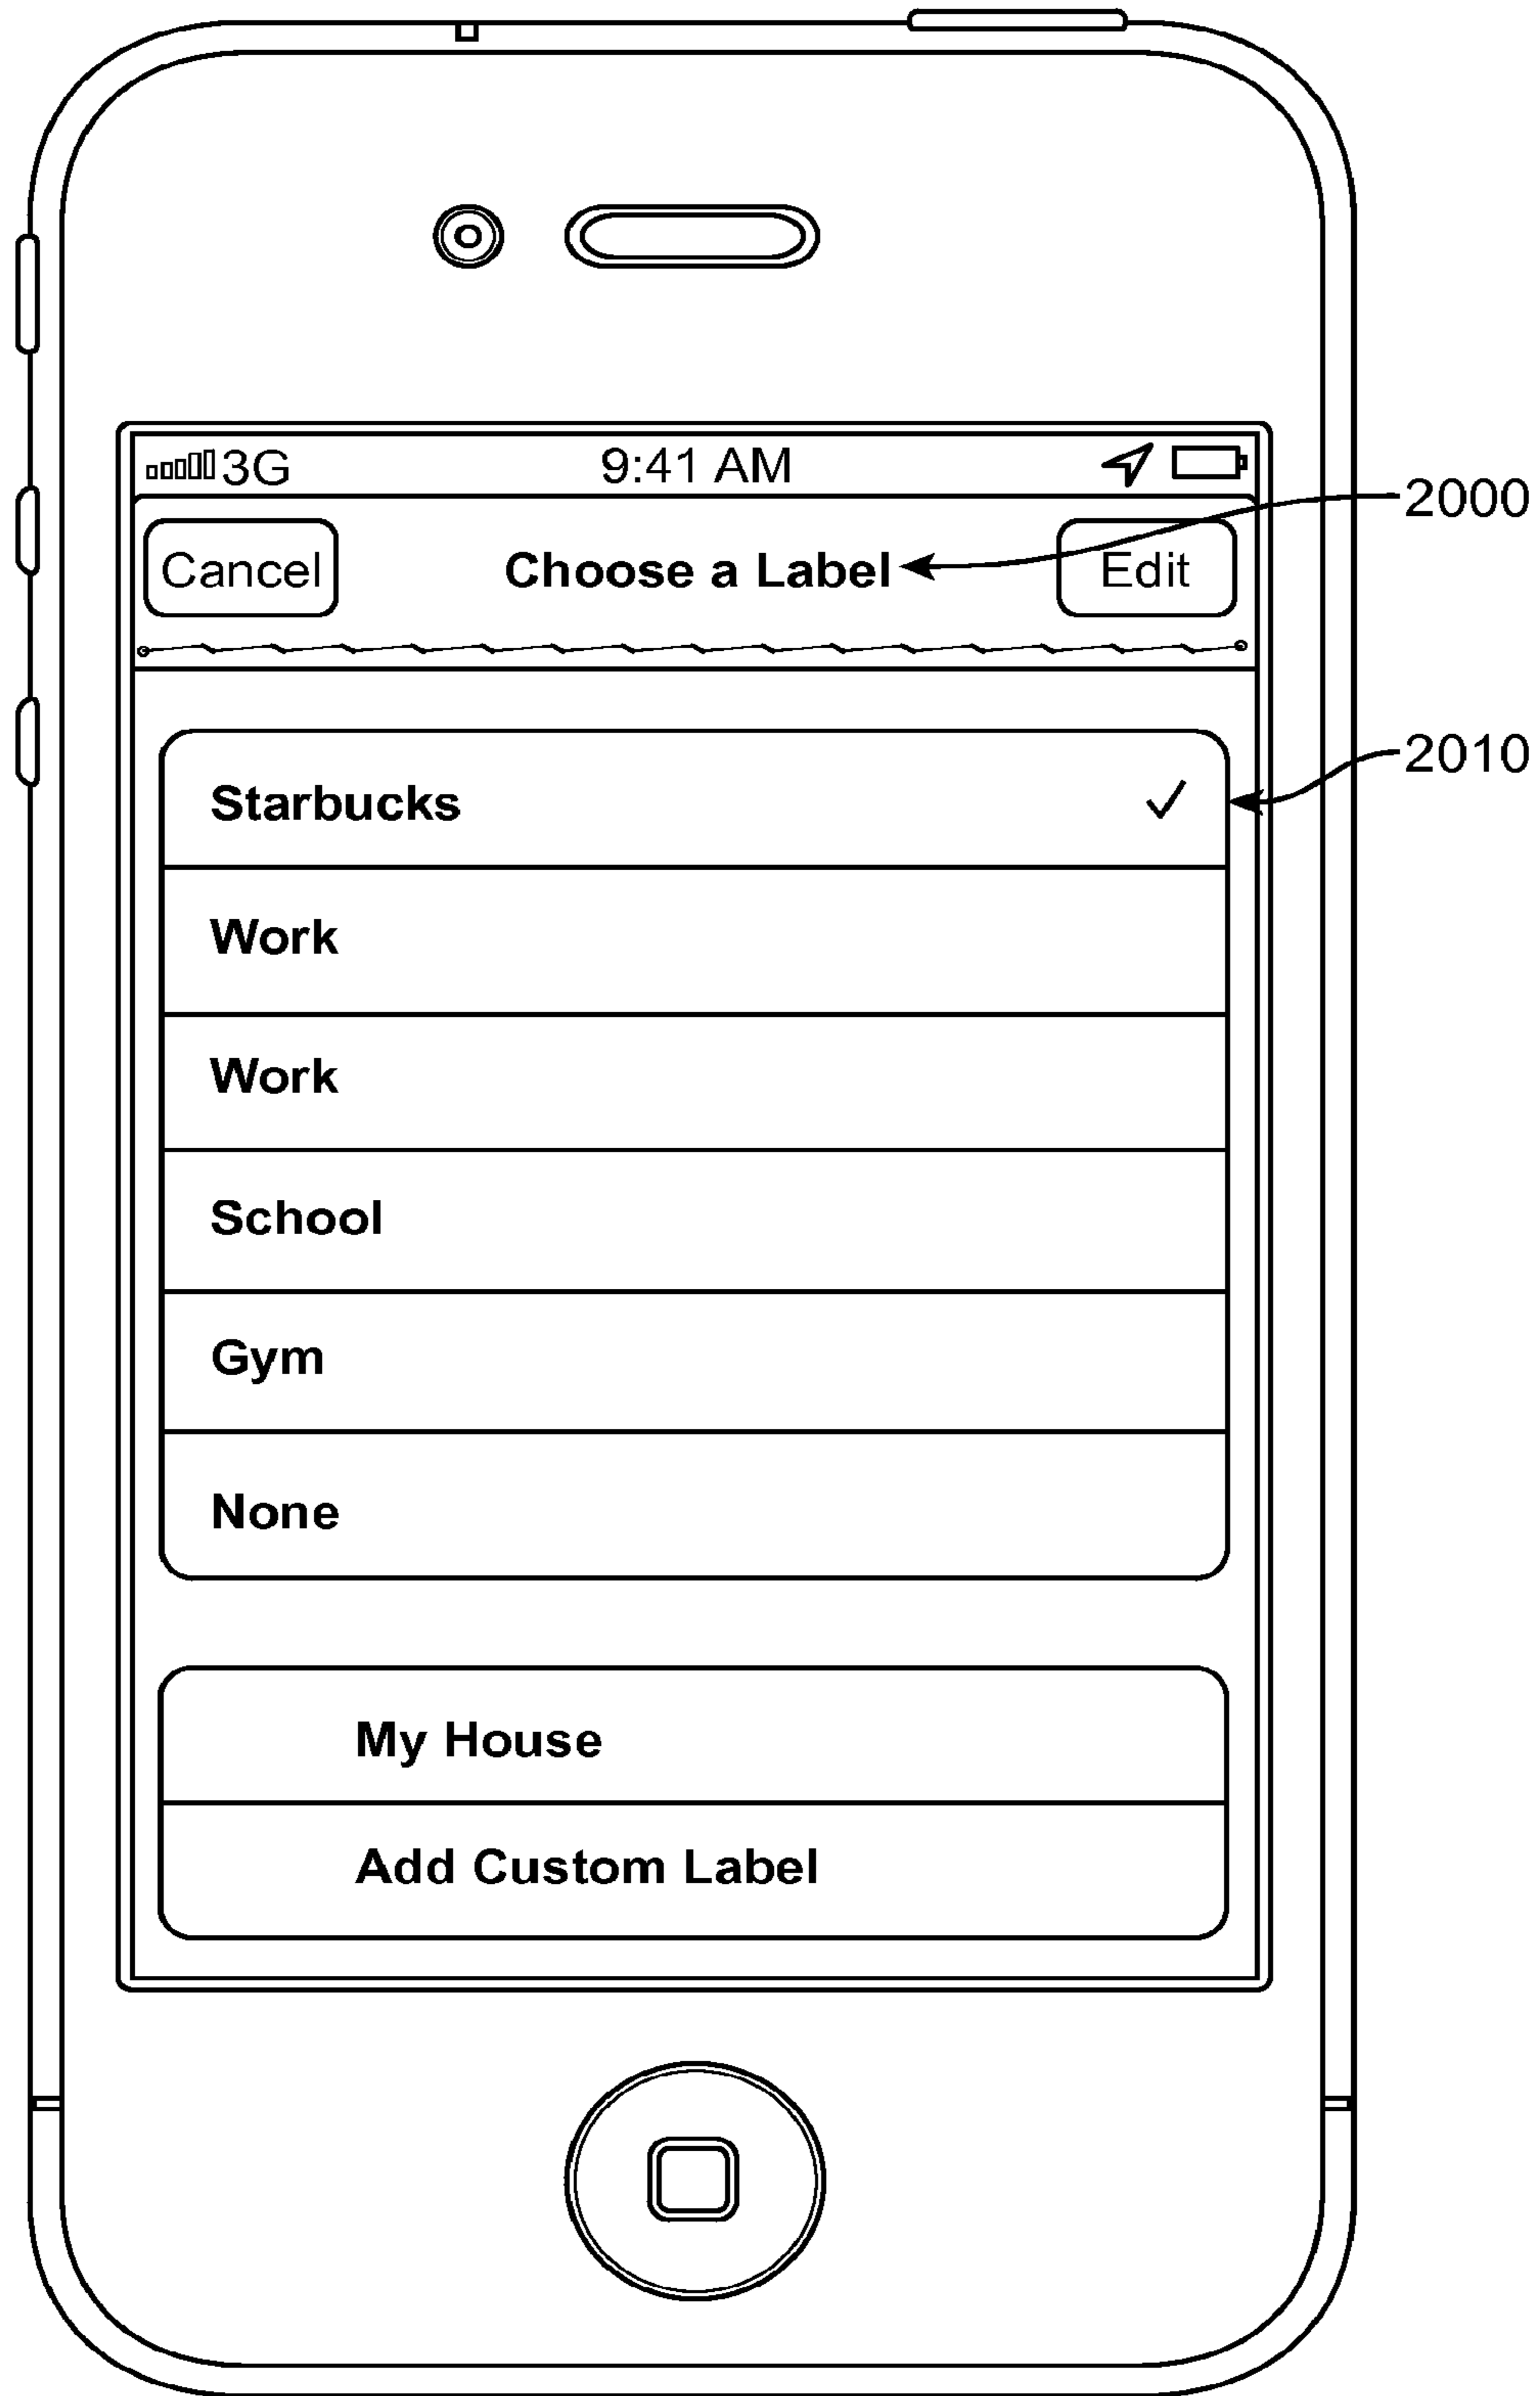 3G 9:41 AM
2000
Cancel Choose a Label Edit
2010
Starbucks
Work
Work
School
Gym
None
My House
Add Custom Label